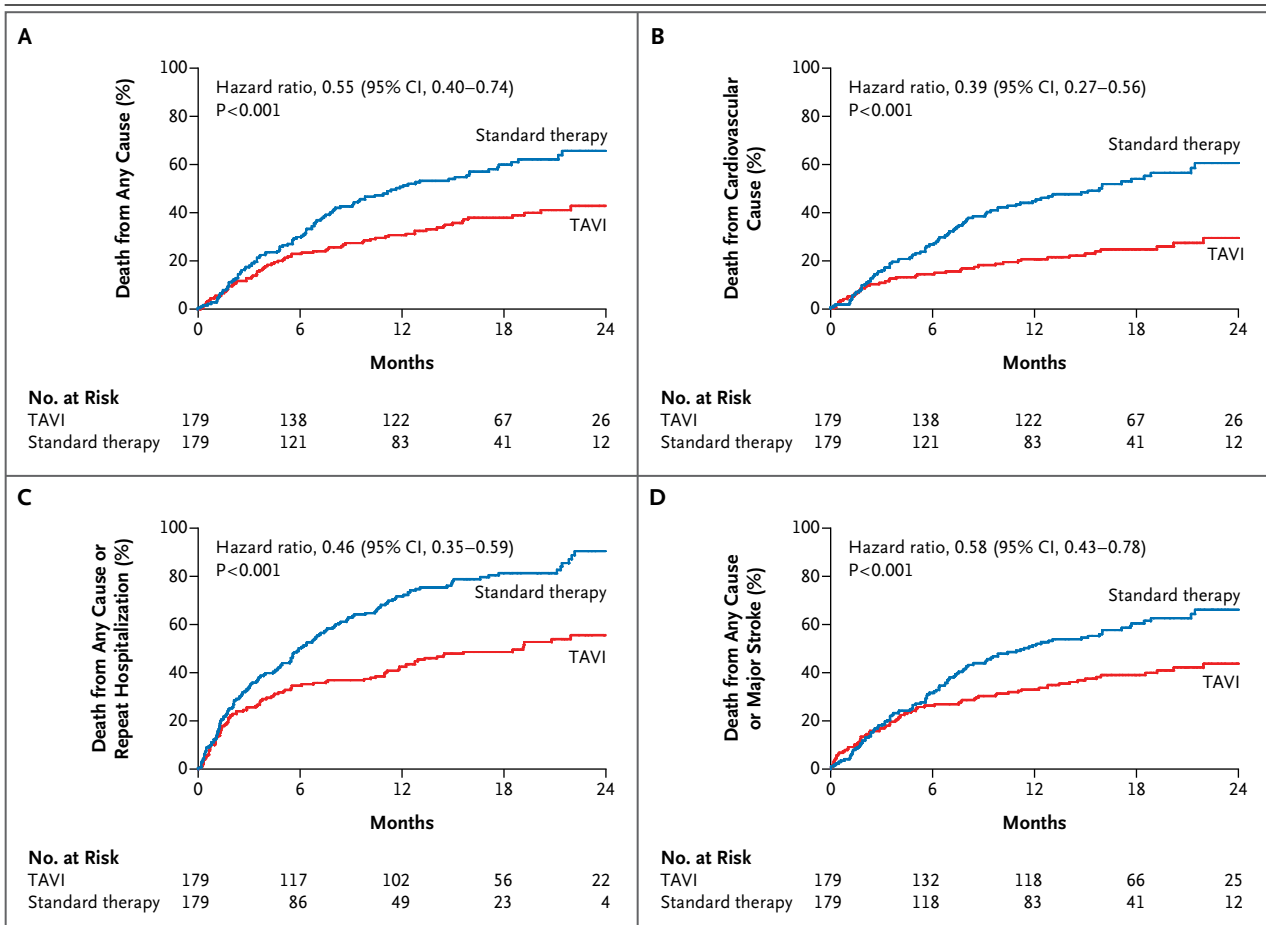 A
Death from Any Cause (%)
100
80
60
40
20
0
Hazard ratio, 0.55 (95% CI, 0.40–0.74)
P<0.001
Standard therapy
TAVI
0 6 12 18 24
Months
No. at Risk
TAVI 179 138 122 67 26
Standard therapy 179 121 83 41 12
B
Death from Cardiovascular
Cause (%)
100
80
60
40
20
0
Hazard ratio, 0.39 (95% CI, 0.27–0.56)
P<0.001
Standard therapy
TAVI
0 6 12 18 24
Months
No. at Risk
TAVI 179 138 122 67 26
Standard therapy 179 121 83 41 12
C
Death from Any Cause or
Repeat Hospitalization (%)
100
80
60
40
20
0
Hazard ratio, 0.46 (95% CI, 0.35–0.59)
P<0.001
Standard therapy
TAVI
0 6 12 18 24
Months
No. at Risk
TAVI 179 117 102 56 22
Standard therapy 179 86 49 23 4
D
Death from Any Cause
or Major Stroke (%)
100
80
60
40
20
0
Hazard ratio, 0.58 (95% CI, 0.43–0.78)
P<0.001
Standard therapy
TAVI
0 6 12 18 24
Months
No. at Risk
TAVI 179 132 118 66 25
Standard therapy 179 118 83 41 12